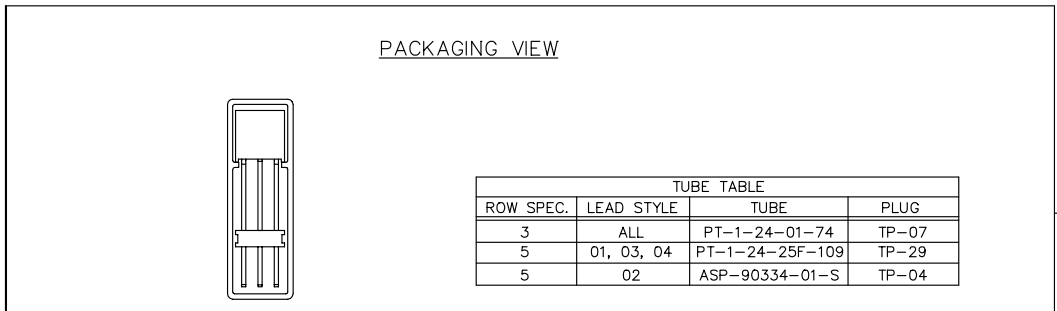 PACKAGING VIEW
TUBE TABLE
ROW SPEC. LEAD STYLE TUBE PLUG
3 ALL PT-1-24-01-74 TP-07
5 01, 03, 04 PT-1-24-25F-109 TP-29
5 02 ASP-90334-01-S TP-04